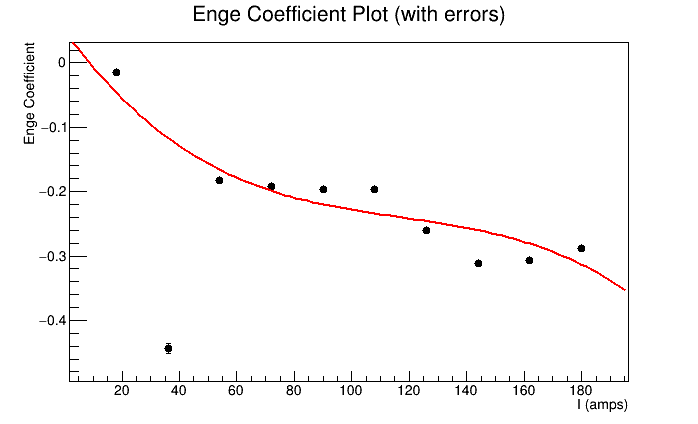 Enge Coefficient Plot (with errors)
Enge Coefficient
0
−0.1
−0.2
−0.3
−0.4
20 40 60 80 100 120 140 160 180
I (amps)